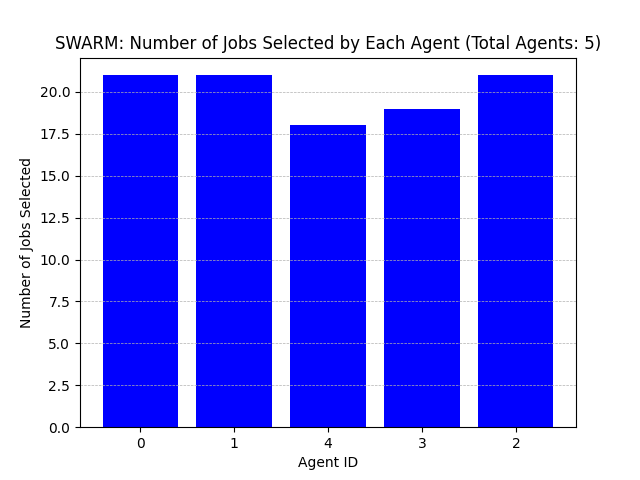 SWARM: Number of Jobs Selected by Each Agent (Total Agents: 5)
Number of Jobs Selected
20.0
17.5
15.0
12.5
10.0
7.5
5.0
2.5
0.0
0 1 4 3 2
Agent ID